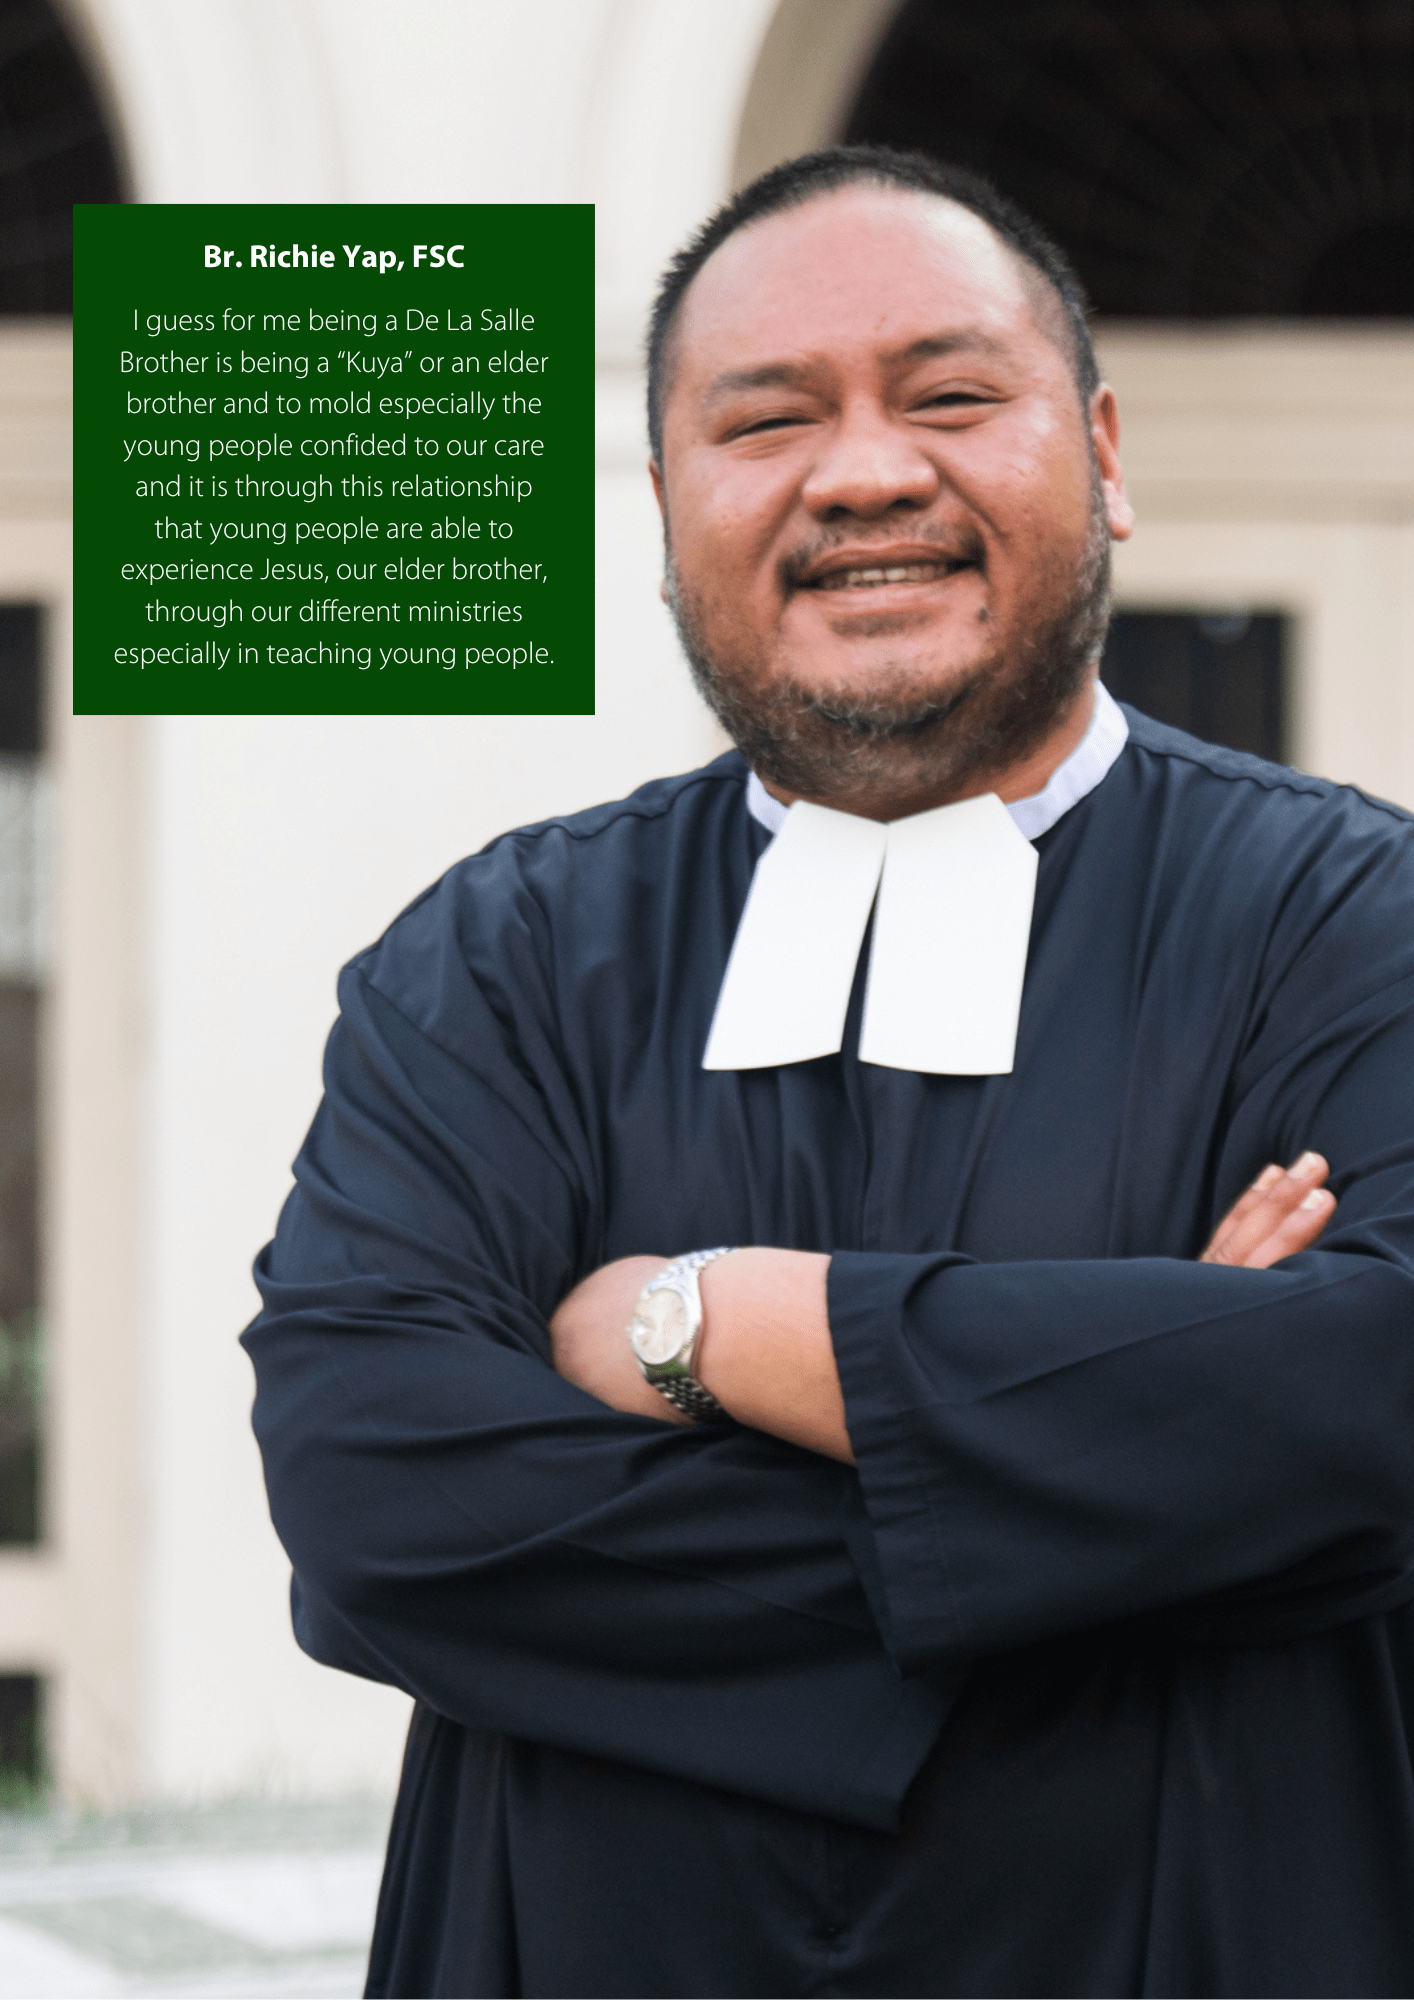 Br. Richie Yap, FSC
I guess for me being a De La Salle
Brother is being a “Kuya” or an elder
brother and to mold especially the
young people confided to our care
and it is through this relationship
that young people are able to
experience Jesus, our elder brother,
through our different ministries
especially in teaching young people.